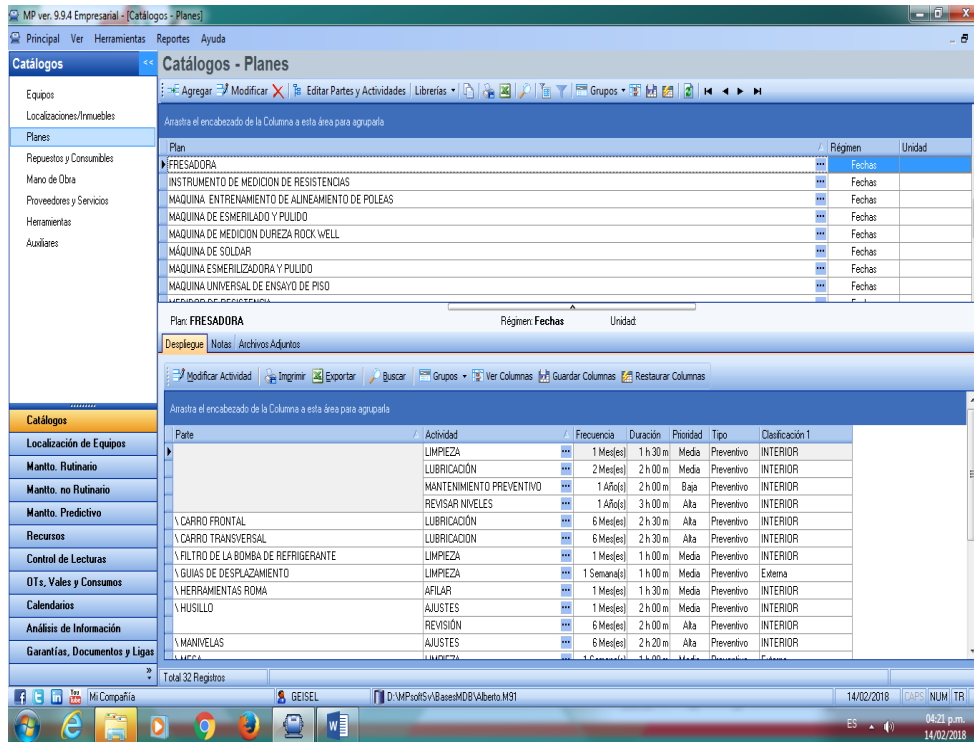 MP ver. 9.9.4 Empresarial - [Catálogos - Planes]
Principal Ver Herramientas Reportes Ayuda
Catálogos <<
Catálogos - Planes
Equipos
Localizaciones/Inmuebles
Planes
Repuestos y Consumibles
Mano de Obra
Proveedores y Servicios
Herramientas
Auxiliares
Agregar Modificar Editar Partes y Actividades Librerías Grupos
Arrastra el encabezado de la Columna a esta área para agruparla
Plan Régimen Unidad
FRESADORA ... Fechas
INSTRUMENTO DE MEDICION DE RESISTENCIAS ... Fechas
MAQUINA ENTRENAMIENTO DE ALINEAMIENTO DE POLEAS ... Fechas
MAQUINA DE ESMERILADO Y PULIDO ... Fechas
MAQUINA DE MEDICION DUREZA ROCK WELL ... Fechas
MÁQUINA DE SOLDAR ... Fechas
MAQUINA ESMERILIZADORA Y PULIDO ... Fechas
MAQUINA UNIVERSAL DE ENSAYO DE PISO ... Fechas
Plan: FRESADORA Régimen: Fechas Unidad:
Despliegue Notas Archivos Adjuntos
Modificar Actividad Imprimir Exportar Buscar Grupos Ver Columnas Guardar Columnas Restaurar Columnas
Arrastra el encabezado de la Columna a esta área para agruparla
Parte Actividad Frecuencia Duración Prioridad Tipo Clasificación 1
LIMPIEZA ... 1 Mes(es) 1 h 30 m Media Preventivo INTERIOR
LUBRICACIÓN ... 2 Mes(es) 2 h 00 m Media Preventivo INTERIOR
MANTENIMIENTO PREVENTIVO ... 1 Año(s) 2 h 00 m Baja Preventivo INTERIOR
REVISAR NIVELES ... 1 Año(s) 3 h 00 m Alta Preventivo INTERIOR
\ CARRO FRONTAL LUBRICACIÓN ... 6 Mes(es) 2 h 30 m Alta Preventivo INTERIOR
\ CARRO TRANSVERSAL LUBRICACION ... 6 Mes(es) 2 h 30 m Alta Preventivo INTERIOR
\ FILTRO DE LA BOMBA DE REFRIGERANTE LIMPIEZA ... 1 Mes(es) 1 h 00 m Media Preventivo INTERIOR
\ GUIAS DE DESPLAZAMIENTO LIMPIEZA ... 1 Semana(s) 1 h 00 m Media Preventivo Externa
\ HERRAMIENTAS ROMA AFILAR ... 1 Mes(es) 1 h 30 m Media Preventivo INTERIOR
\ HUSILLO AJUSTES ... 1 Mes(es) 2 h 00 m Media Preventivo INTERIOR
REVISIÓN ... 6 Mes(es) 2 h 00 m Alta Preventivo INTERIOR
\ MANIVELAS AJUSTES ... 6 Mes(es) 2 h 20 m Alta Preventivo INTERIOR
Catálogos
Localización de Equipos
Mantto. Rutinario
Mantto. no Rutinario
Mantto. Predictivo
Recursos
Control de Lecturas
OTs, Vales y Consumos
Calendarios
Análisis de Información
Garantías, Documentos y Ligas
Total 32 Registros
Mi Compañia GEISEL D:\MPsoftSv\BasesMDB\Alberto.M91 14/02/2018 CAPS NUM TR
ES 04:21 p.m.
14/02/2018